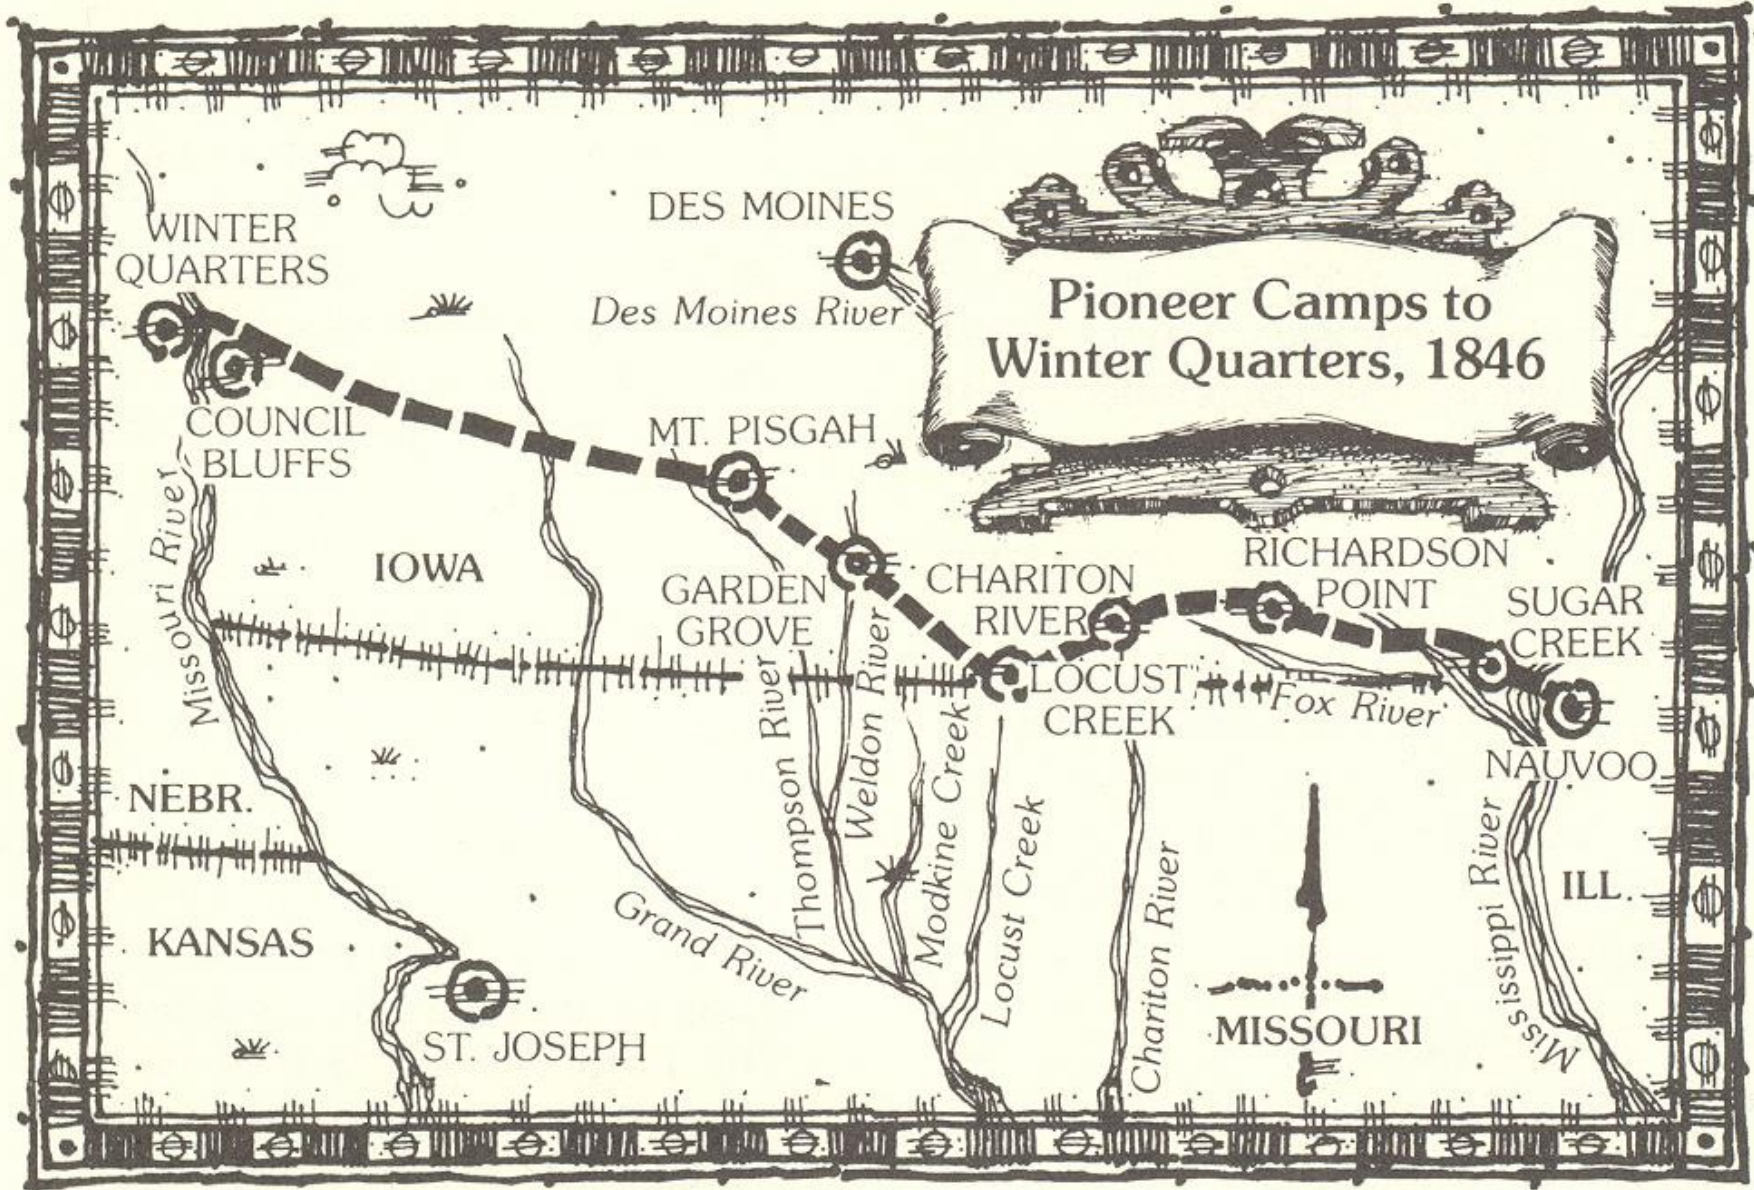 Pioneer Camps to
Winter Quarters, 1846
WINTER
QUARTERS
DES MOINES
Des Moines River
COUNCIL
BLUFFS
MT. PISGAH
Missouri River
IOWA
GARDEN
GROVE
CHARITON
RIVER
RICHARDSON
POINT
SUGAR
CREEK
LOCUST
CREEK
Fox River
NAUVOO
NEBR.
KANSAS
ST. JOSEPH
Grand River
Thompson River
Weldon River
Modkine Creek
Locust Creek
Chariton River
MISSOURI
Mississippi River
ILL.